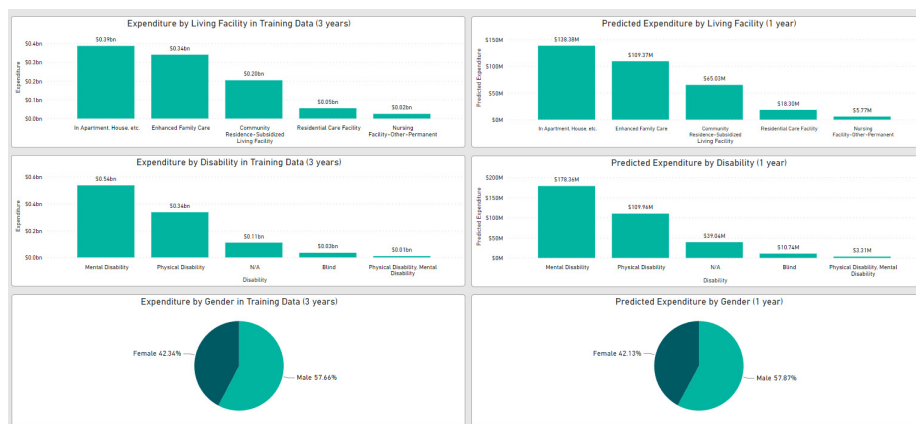 Expenditure by Living Facility in Training Data (3 years)
Expenditure
$0.4bn
$0.3bn
$0.2bn
$0.1bn
$0.0bn
$0.39bn
$0.34bn
$0.20bn
$0.05bn
$0.02bn
In Apartment, House, etc.
Enhanced Family Care
Community
Residence-Subsidized
Living Facility
Residential Care Facility
Nursing
Facility-Other-Permanent
Predicted Expenditure by Living Facility (1 year)
Predicted Expenditure
$150M
$100M
$50M
$0M
$138.38M
$109.37M
$65.03M
$18.30M
$5.77M
In Apartment, House, etc.
Enhanced Family Care
Community
Residence-Subsidized
Living Facility
Residential Care Facility
Nursing
Facility-Other-Permanent
Expenditure by Disability in Training Data (3 years)
Expenditure
$0.6bn
$0.4bn
$0.2bn
$0.0bn
$0.54bn
$0.34bn
$0.11bn
$0.03bn
$0.01bn
Mental Disability
Physical Disability
N/A
Blind
Physical Disability, Mental
Disability
Disability
Predicted Expenditure by Disability (1 year)
Predicted Expenditure
$200M
$150M
$100M
$50M
$0M
$178.36M
$109.96M
$39.04M
$10.74M
$3.31M
Mental Disability
Physical Disability
N/A
Blind
Physical Disability, Mental
Disability
Disability
Expenditure by Gender in Training Data (3 years)
Female 42.34%
Male 57.66%
Predicted Expenditure by Gender (1 year)
Female 42.13%
Male 57.87%